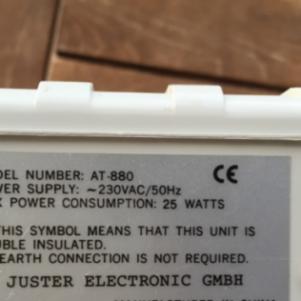 DEL NUMBER: AT-880 CE
WER SUPPLY: ~230VAC/50Hz
X POWER CONSUMPTION: 25 WATTS
THIS SYMBOL MEANS THAT THIS UNIT IS
UBLE INSULATED.
EARTH CONNECTION IS NOT REQUIRED.
JUSTER ELECTRONIC GMBH